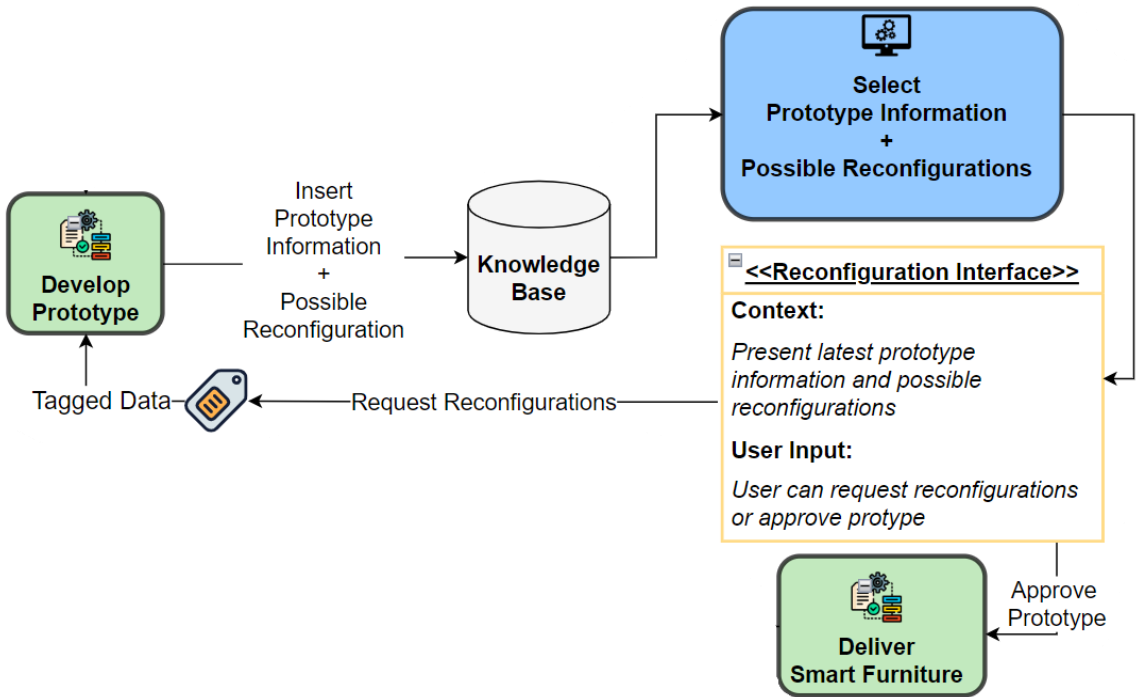 Select
Prototype Information
+
Possible Reconfigurations
Insert
Prototype
Information
+
Possible
Reconfiguration
Knowledge
Base
Develop
Prototype
<<Reconfiguration Interface>>
Context:
Present latest prototype
information and possible
reconfigurations
User Input:
User can request reconfigurations
or approve protype
Tagged Data
Request Reconfigurations
Approve
Prototype
Deliver
Smart Furniture